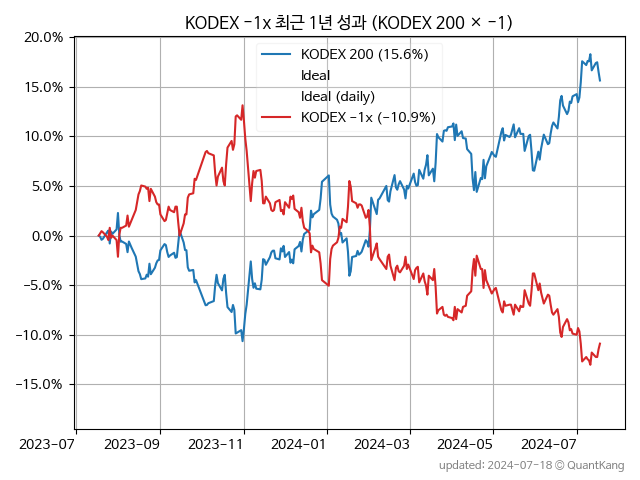 KODEX -1x 최근 1년 성과 (KODEX 200 × -1)
20.0%
15.0%
10.0%
5.0%
0.0%
-5.0%
-10.0%
-15.0%
KODEX 200 (15.6%)
Ideal
Ideal (daily)
KODEX -1x (-10.9%)
2023-07 2023-09 2023-11 2024-01 2024-03 2024-05 2024-07
updated: 2024-07-18 © QuantKang